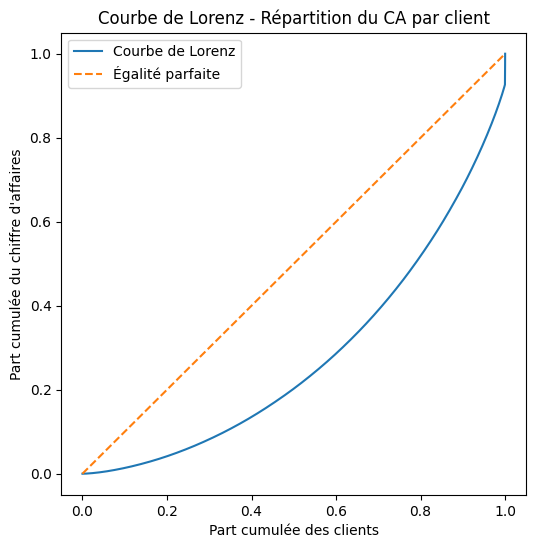 Courbe de Lorenz - Répartition du CA par client
Courbe de Lorenz
Égalité parfaite
Part cumulée du chiffre d'affaires
1.0
0.8
0.6
0.4
0.2
0.0
0.0 0.2 0.4 0.6 0.8 1.0
Part cumulée des clients